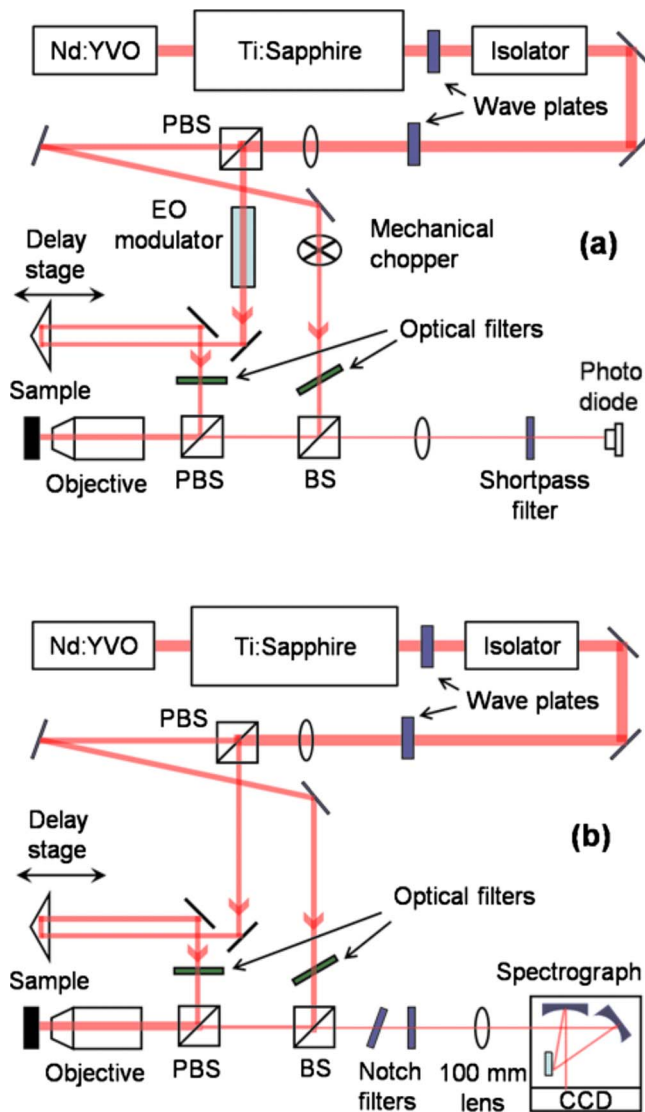 Nd:YVO
Ti:Sapphire
Isolator
Wave plates
PBS
EO
modulator
Mechanical
chopper
(a)
Delay
stage
Optical filters
Sample
Photo
diode
Objective
PBS
BS
Shortpass
filter
Nd:YVO
Ti:Sapphire
Isolator
Wave plates
PBS
(b)
Delay
stage
Optical filters
Sample
Spectrograph
Objective
PBS
BS
Notch
filters
100 mm
lens
CCD